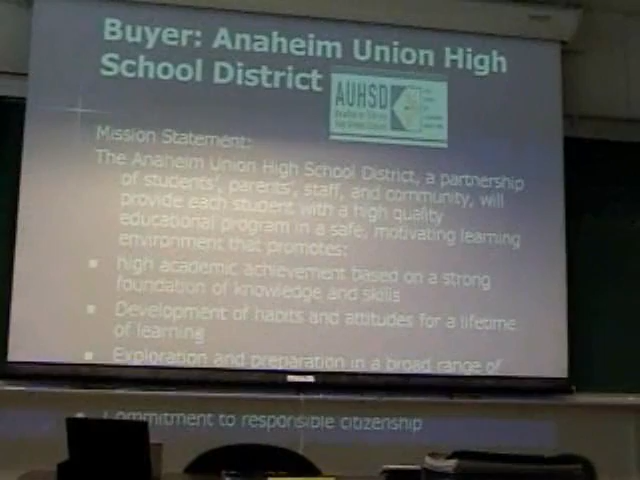 Buyer: Anaheim Union High
School District
AUHSD
Mission Statement:
The Anaheim Union High School District, a partnership
of students', parents', staff, and community, will
provide each student with a high quality
educational program in a safe, motivating learning
environment that promotes:
high academic achievement based on a strong
foundation of knowledge and skills
Development of habits and attitudes for a lifetime
of learning
Exploration and preparation in a broad range of
Commitment to responsible citizenship